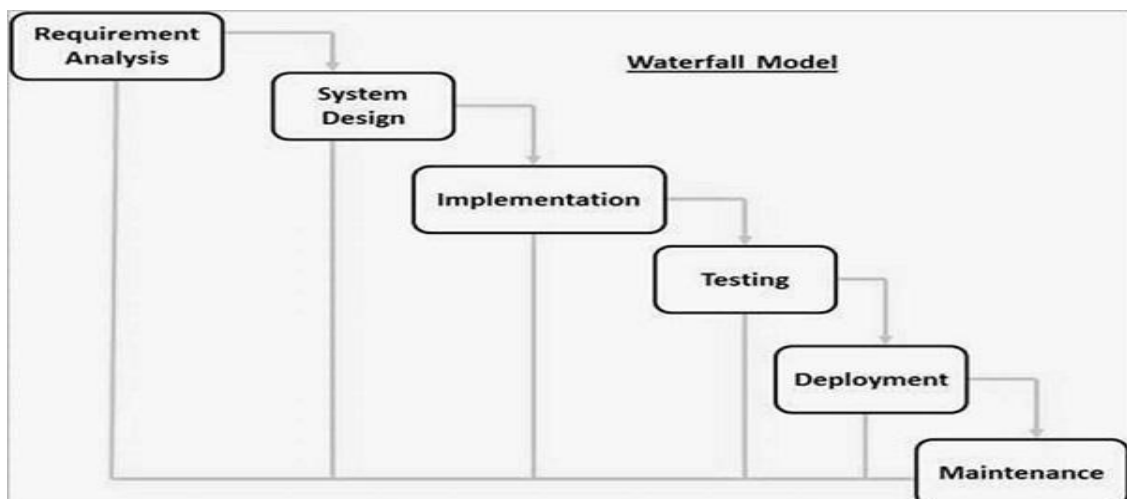 Requirement
Analysis
Waterfall Model
System
Design
Implementation
Testing
Deployment
Maintenance